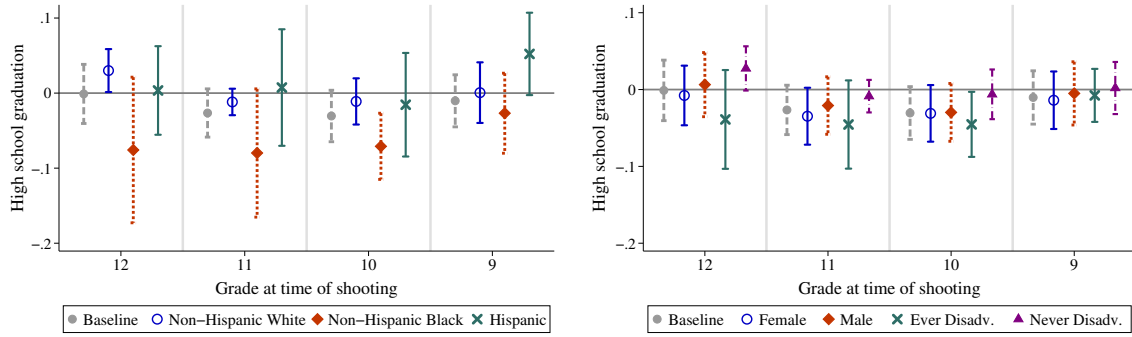 High school graduation
.1
0
−.1
−.2
12 11 10 9
Grade at time of shooting
Baseline Non−Hispanic White Non−Hispanic Black Hispanic
High school graduation
.1
0
−.1
−.2
12 11 10 9
Grade at time of shooting
Baseline Female Male Ever Disadv. Never Disadv.